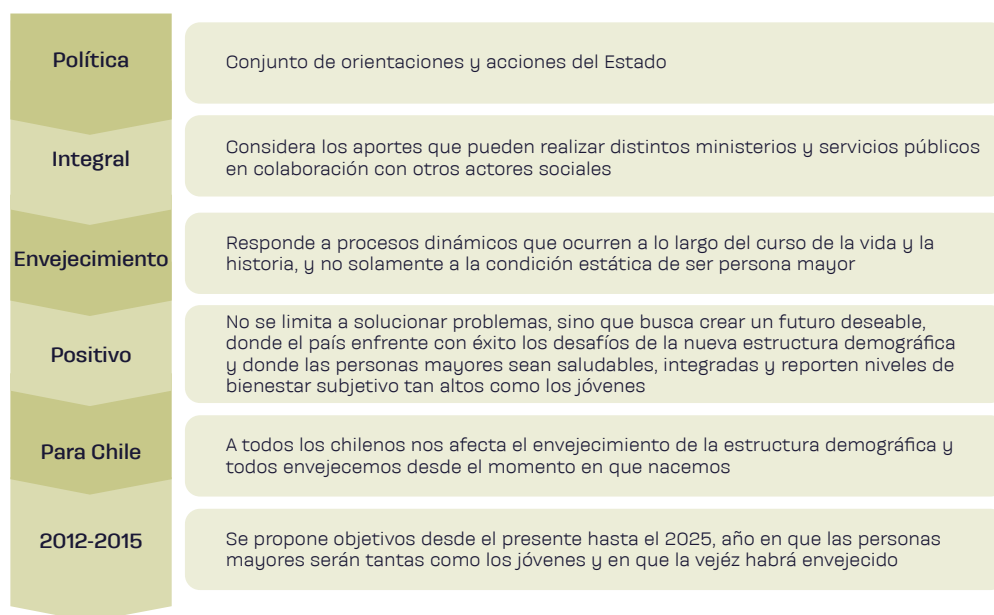 Política
Conjunto de orientaciones y acciones del Estado
Integral
Considera los aportes que pueden realizar distintos ministerios y servicios públicos
en colaboración con otros actores sociales
Envejecimiento
Responde a procesos dinámicos que ocurren a lo largo del curso de la vida y la
historia, y no solamente a la condición estática de ser persona mayor
Positivo
No se limita a solucionar problemas, sino que busca crear un futuro deseable,
donde el país enfrente con éxito los desafíos de la nueva estructura demográfica
y donde las personas mayores sean saludables, integradas y reporten niveles de
bienestar subjetivo tan altos como los jóvenes
Para Chile
A todos los chilenos nos afecta el envejecimiento de la estructura demográfica y
todos envejecemos desde el momento en que nacemos
2012-2015
Se propone objetivos desde el presente hasta el 2025, año en que las personas
mayores serán tantas como los jóvenes y en que la vejéz habrá envejecido